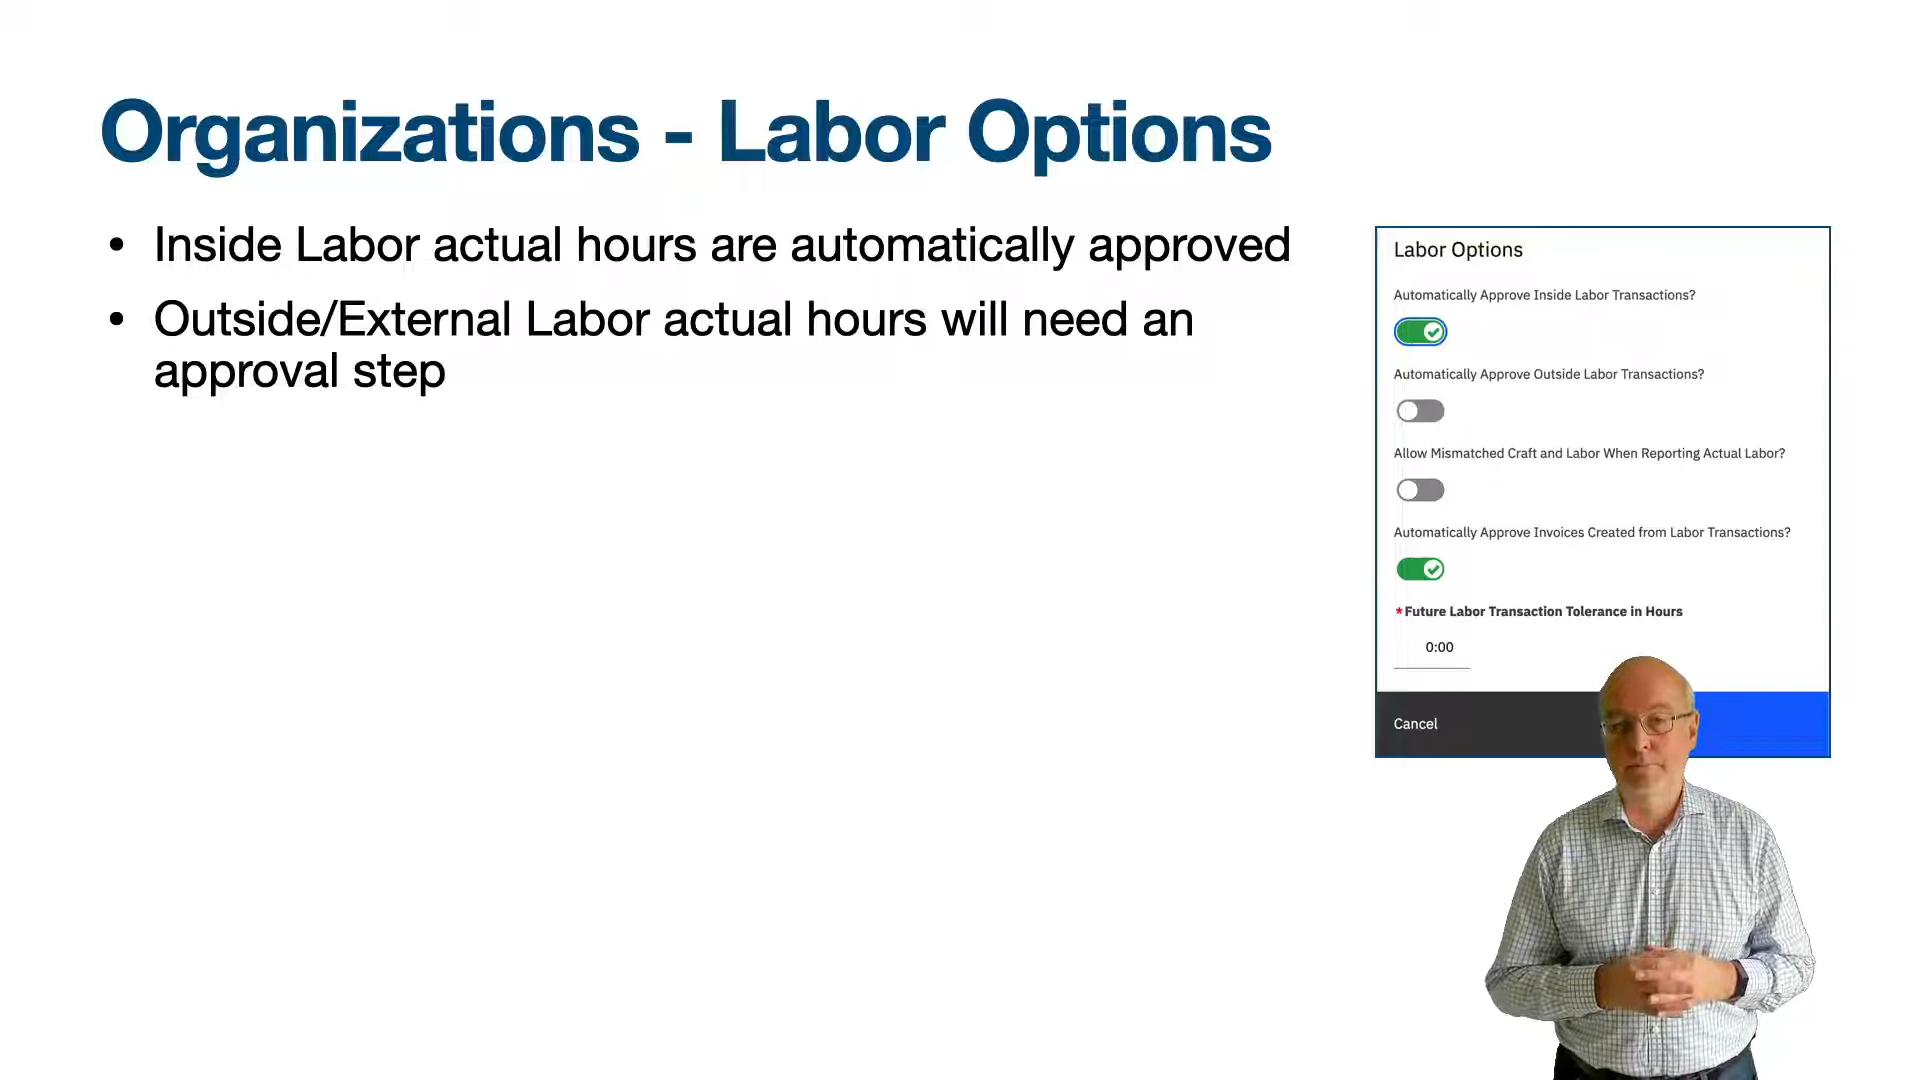 Organizations - Labor Options
• Inside Labor actual hours are automatically approved
• Outside/External Labor actual hours will need an
approval step
Labor Options
Automatically Approve Inside Labor Transactions?
Automatically Approve Outside Labor Transactions?
Allow Mismatched Craft and Labor When Reporting Actual Labor?
Automatically Approve Invoices Created from Labor Transactions?
*Future Labor Transaction Tolerance in Hours
0:00
Cancel